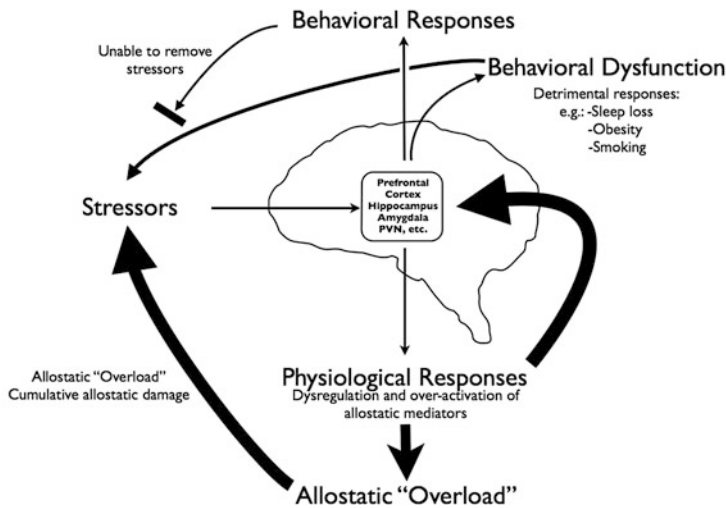 Behavioral Responses
Unable to remove
stressors
Behavioral Dysfunction
Detrimental responses:
e.g.: -Sleep loss
-Obesity
-Smoking
Prefrontal
Cortex
Hippocampus
Amygdala
PVN, etc.
Stressors
Physiological Responses
Dysregulation and over-activation of
allostatic mediators
Allostatic “Overload”
Cumulative allostatic damage
Allostatic “Overload”